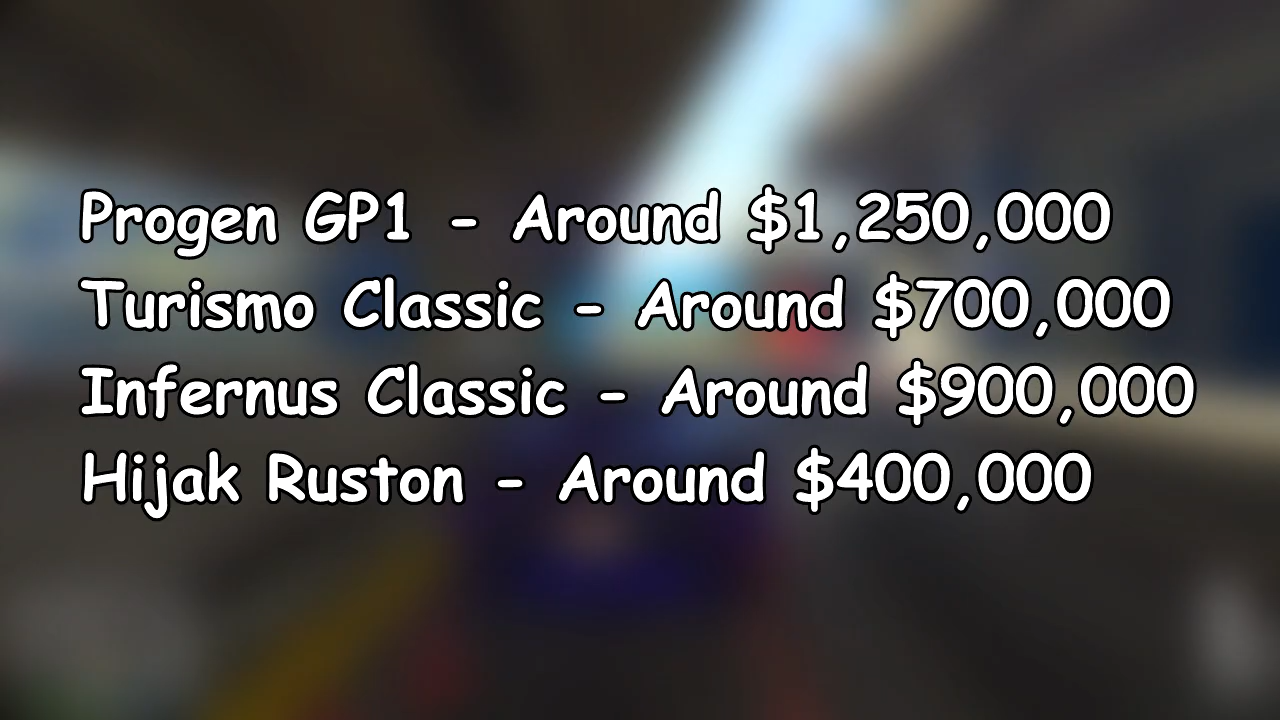 Progen GP1 - Around $1,250,000
Turismo Classic - Around $700,000
Infernus Classic - Around $900,000
Hijak Ruston - Around $400,000